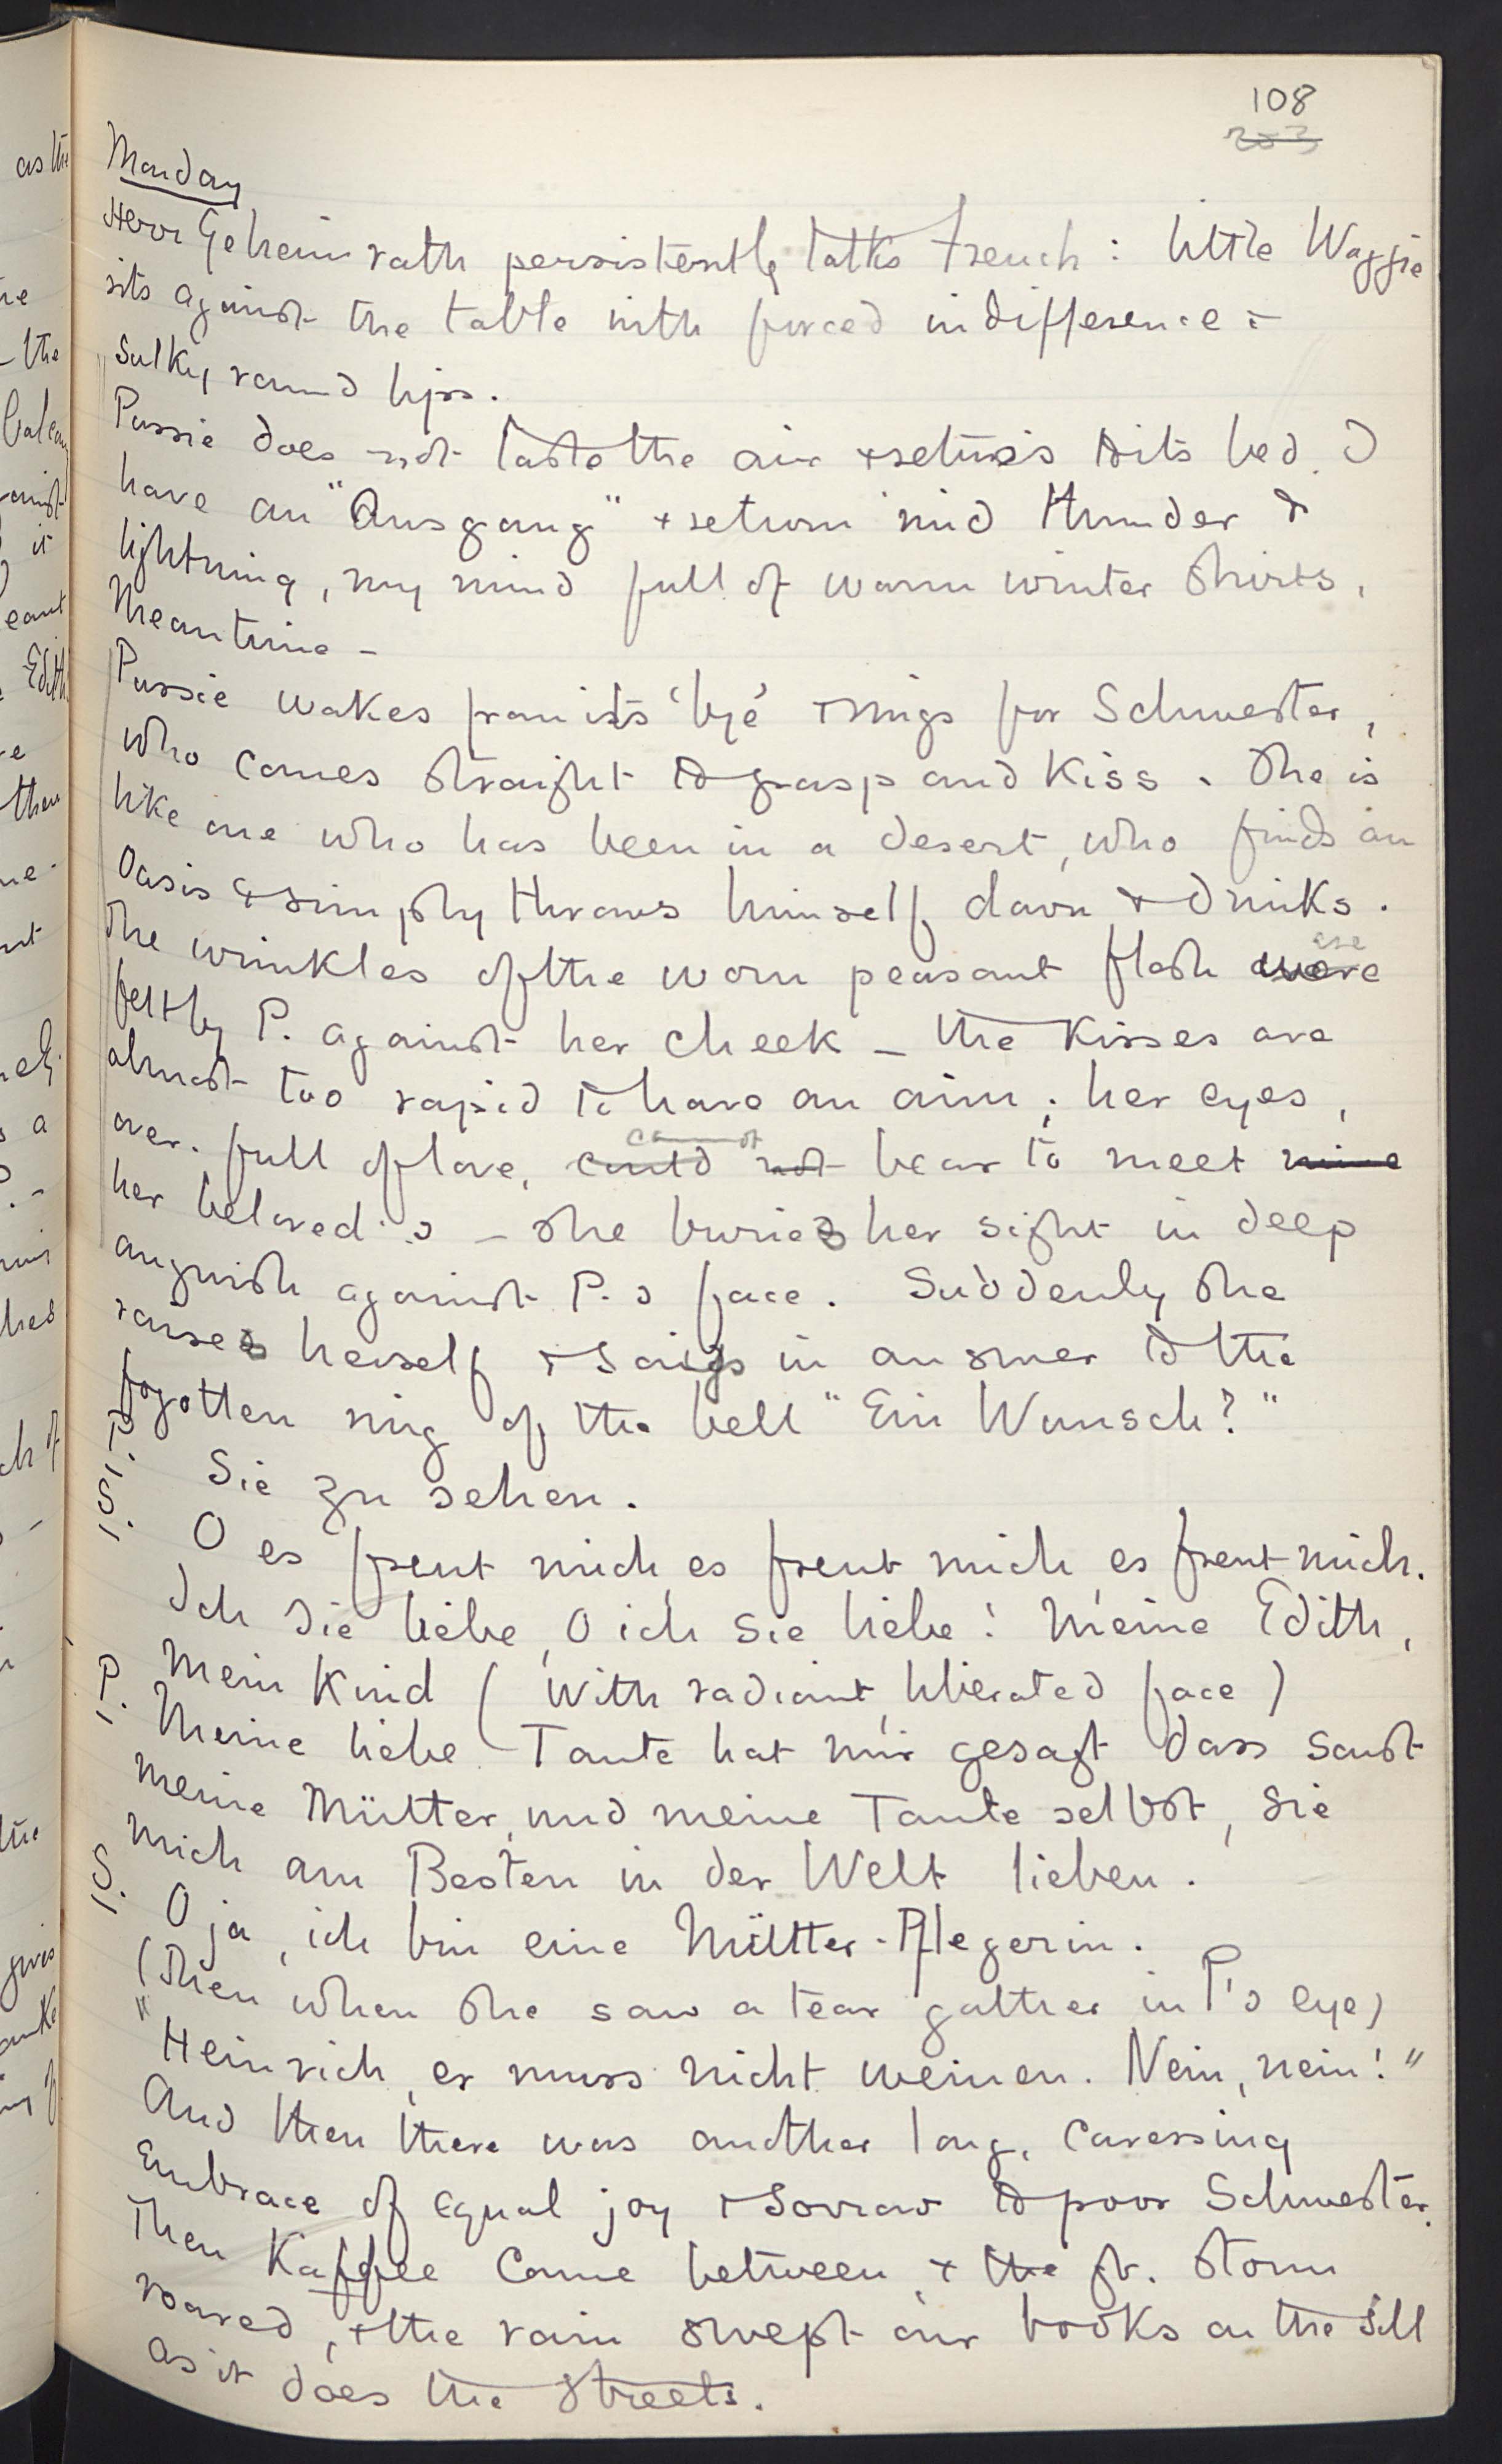 108
Monday
Herr Geheimrath persistently talks French : little Waggie
sits against the table with forced indifference &
sulky, round lips.
Pussie does not taste the air & returns to its bed. I
have an "Ausgang" & return mid thunder &
lightning, my mind full of warm winter shirts.
Meantime -
Pussie wakes from its 'bye' & rings for Schwester,
who comes straight to grasp and kiss. She is
like one who has been in a desert, who finds an
Oasis & simply throws himself down & drinks.
The wrinkles of the worn peasant flesh were are
felt by P. against her cheek - the kisses are
almost too rapid to have an aim; her eyes,
over-full of love, could not cannot bear to meet mine
her beloved's - she buries her sight in deep
anguish against P.s face. Suddenly she
raises herself & says in answer to the
forgotten ring of the bell "Ein Wunsch?"
P. Sie zu sehen.
S. O es freut mich, es freut mich, es freut mich.
Ich Sie liebe, O ich Sie liebe! Meine Edith,
Mein Kind (with radiant, liberated face)
P. Meine liebe Tante hat mir gesagt dass sonst
meine Mütter, und meine Tante selbst, Sie
mich am Besten in der Welt lieben.
S. O ja, ich bin eine Mütter-Pflegerin.
(Then when she saw a tear gather in P's eye)
"Heinrich, er muss nicht weinen. Nein, nein!"
And then there was another long, caressing
Embrace of equal joy & sorrow to poor Schwester.
Then Kaffee came between, & the gt. storm
roared, & the rain swept our books on the sill
as it does the streets.
as the
the
it
Edith